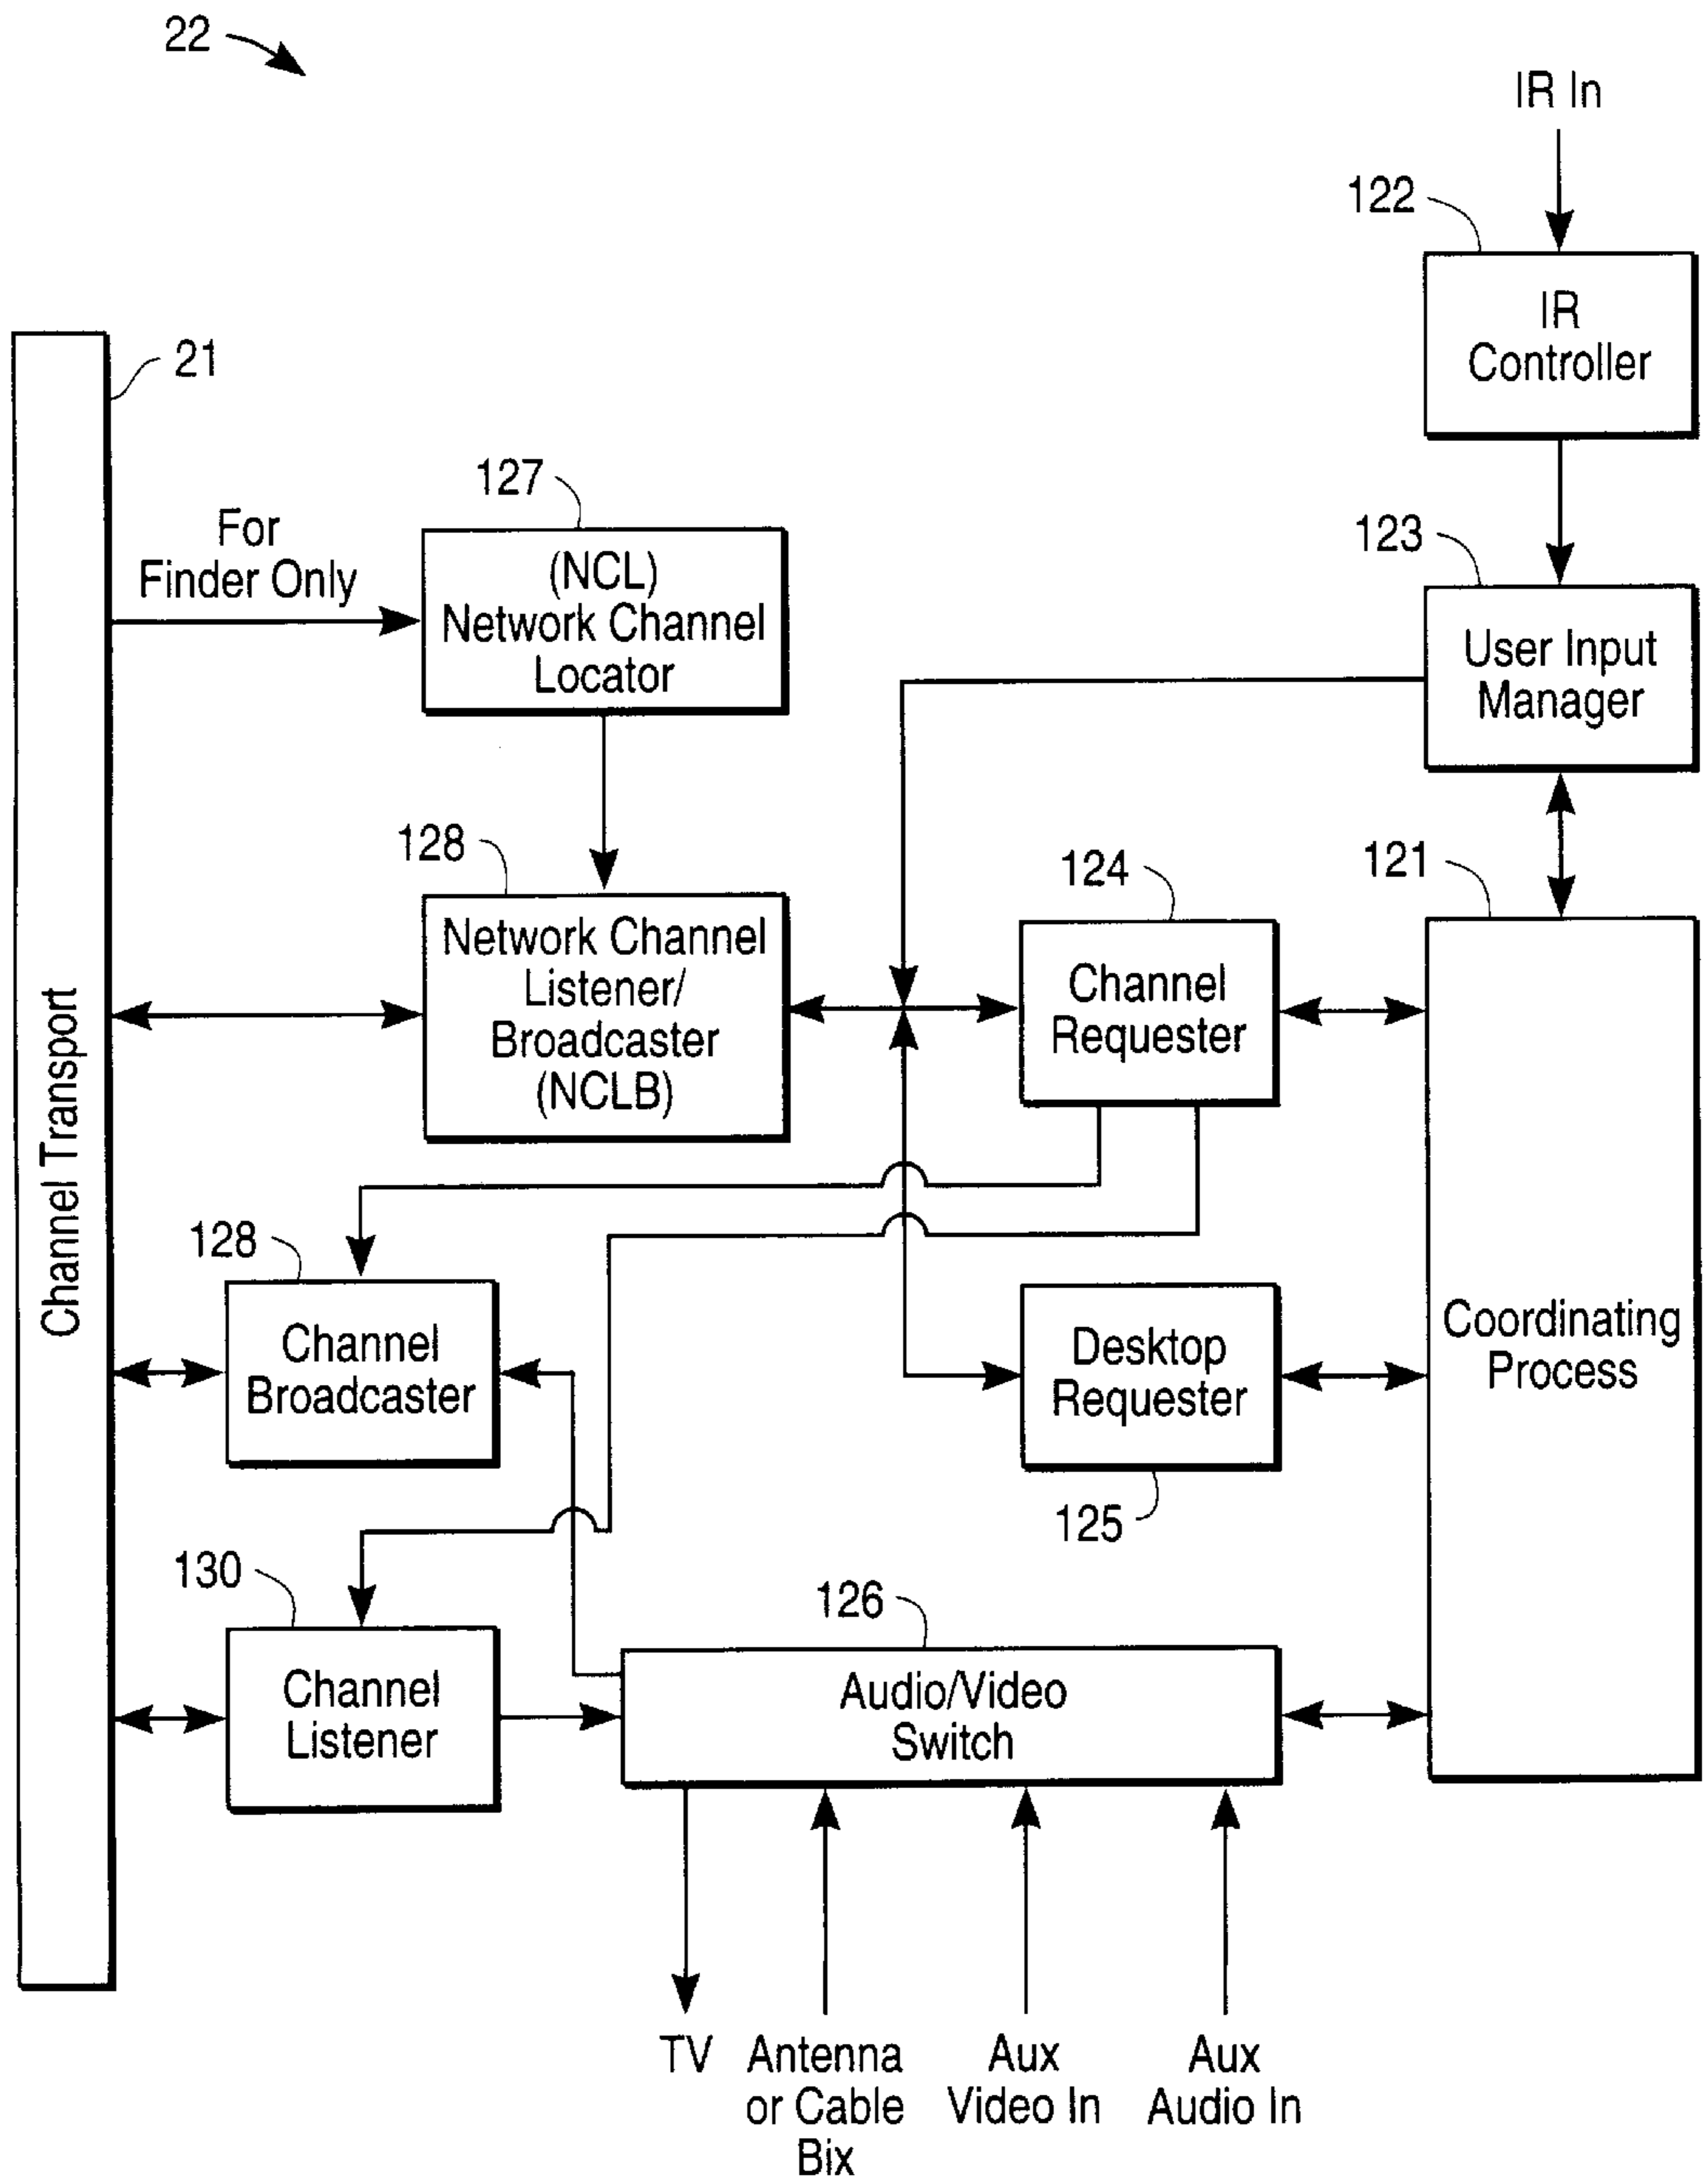 22
IR In
122
IR
Controller
21
For
Finder Only
127
(NCL)
Network Channel
Locator
123
User Input
Manager
128
Network Channel
Listener/
Broadcaster
(NCLB)
124
Channel
Requester
121
Coordinating
Process
Channel Transport
128
Channel
Broadcaster
Desktop
Requester
125
130
Channel
Listener
126
Audio/Video
Switch
TV
Antenna
or Cable
Bix
Aux
Video In
Aux
Audio In